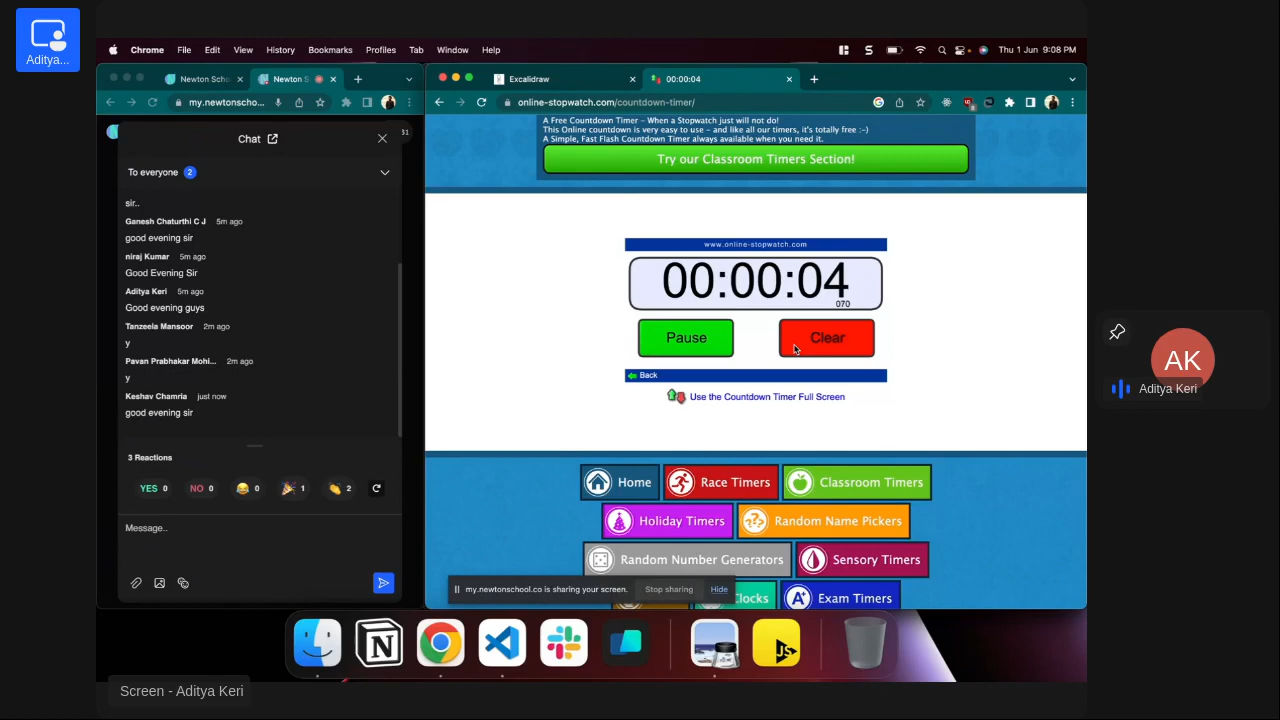 Aditya...
Chrome File Edit View History Bookmarks Profiles Tab Window Help
Thu 1 Jun 9:08 PM
Newton Scho
Newton S
my.newtonscho...
Chat
31
To everyone 2
sir..
Ganesh Chaturthi C J 5m ago
good evening sir
niraj Kumar 5m ago
Good Evening Sir
Aditya Keri 5m ago
Good evening guys
Tanzeela Mansoor 2m ago
y
Pavan Prabhakar Mohi... 2m ago
y
Keshav Chamria just now
good evening sir
3 Reactions
YES 0 NO 0 0 1 2
Message..
Excalidraw
00:00:04
online-stopwatch.com/countdown-timer/
A Free Countdown Timer – When a Stopwatch just will not do!
This Online countdown is very easy to use – and like all our timers, it's totally free :-)
A Simple, Fast Flash Countdown Timer always available when you need it.
Try our Classroom Timers Section!
www.online-stopwatch.com
00:00:04
070
Pause Clear
Back
Use the Countdown Timer Full Screen
Home Race Timers Classroom Timers
Holiday Timers Random Name Pickers
Random Number Generators Sensory Timers
Clocks Exam Timers
my.newtonschool.co is sharing your screen. Stop sharing Hide
JS
Screen - Aditya Keri
AK
Aditya Keri